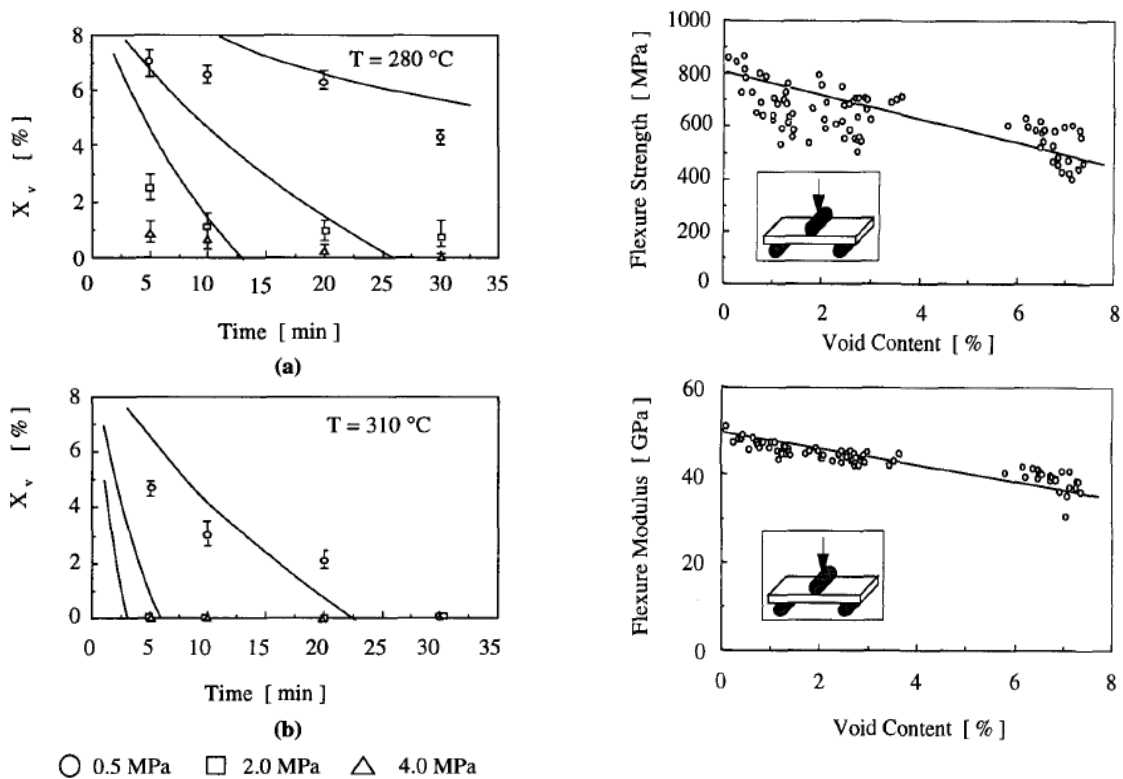 8
6
4
2
0
X v [ % ]
T = 280 °C
0 5 10 15 20 25 30 35
Time [ min ]
(a)
8
6
4
2
0
X v [ % ]
T = 310 °C
0 5 10 15 20 25 30 35
Time [ min ]
(b)
0.5 MPa 2.0 MPa 4.0 MPa
1000
800
600
400
200
0
Flexure Strength [ MPa ]
0 2 4 6 8
Void Content [ % ]
60
40
20
0
Flexure Modulus [ GPa ]
0 2 4 6 8
Void Content [ % ]